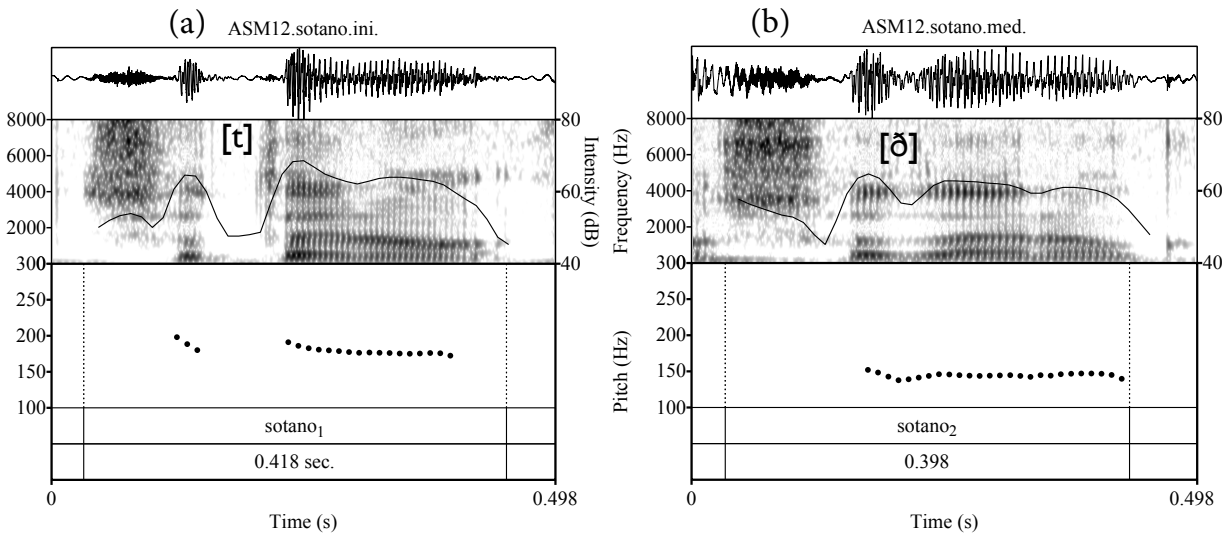 (a)
ASM12.sotano.ini.
8000
6000
4000
2000
300
[t]
80
60
40
Intensity (dB)
250
200
150
100
sotano1
0.418 sec.
0
0.498
Time (s)
(b)
ASM12.sotano.med.
Frequency (Hz)
8000
6000
4000
2000
300
[ð]
80
60
40
Pitch (Hz)
250
200
150
100
sotano2
0.398
0
0.498
Time (s)